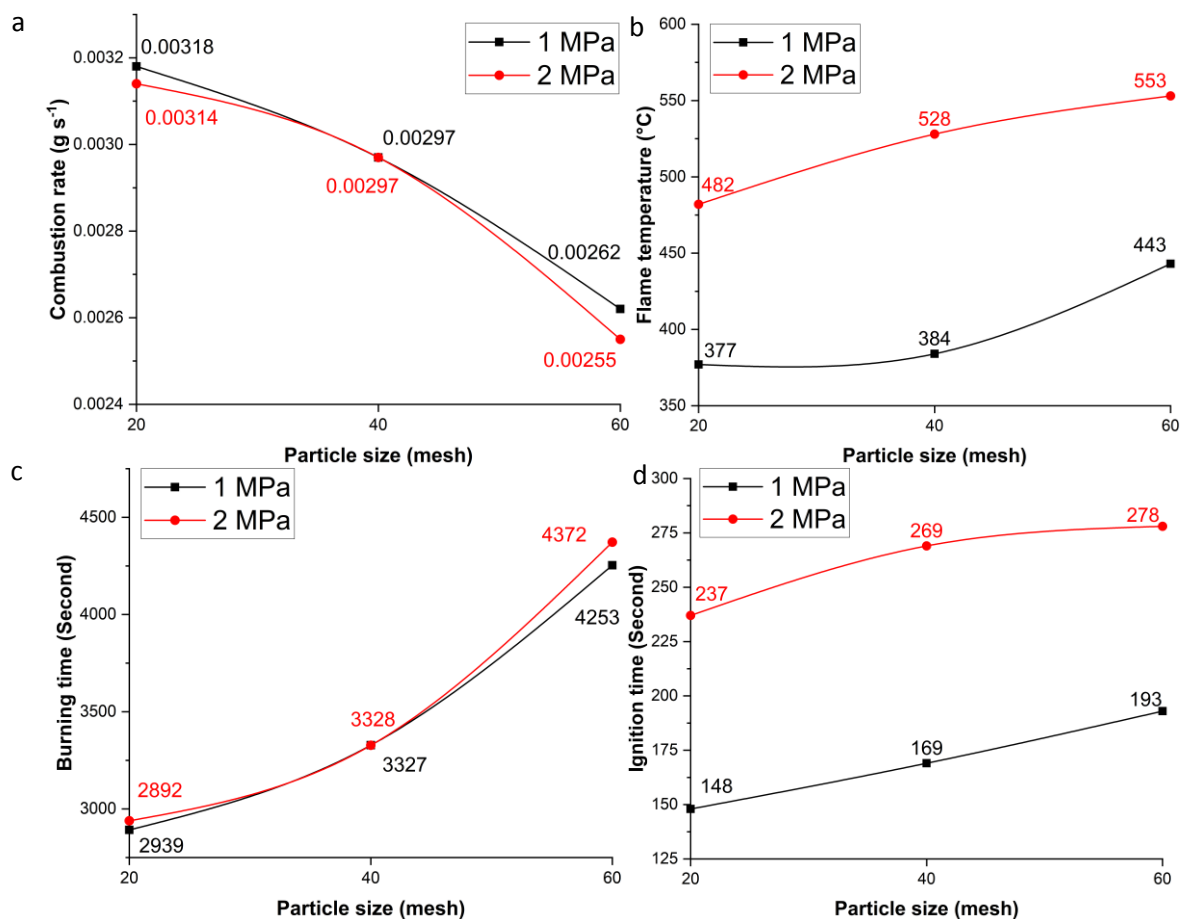 a
1 MPa
2 MPa
0.00318
0.00314
0.00297
0.00297
0.00262
0.00255
0.0032
0.0030
0.0028
0.0026
0.0024
Combustion rate (g s⁻¹)
20
40
60
Particle size (mesh)
b
1 MPa
2 MPa
553
528
482
443
384
377
600
550
500
450
400
350
Flame temperature (°C)
20
40
60
Particle size (mesh)
c
1 MPa
2 MPa
4372
4253
3328
3327
2892
2939
4500
4000
3500
3000
Burning time (Second)
20
40
60
Particle size (mesh)
d
1 MPa
2 MPa
278
269
237
193
169
148
300
275
250
225
200
175
150
125
Ignition time (Second)
20
40
60
Particle size (mesh)